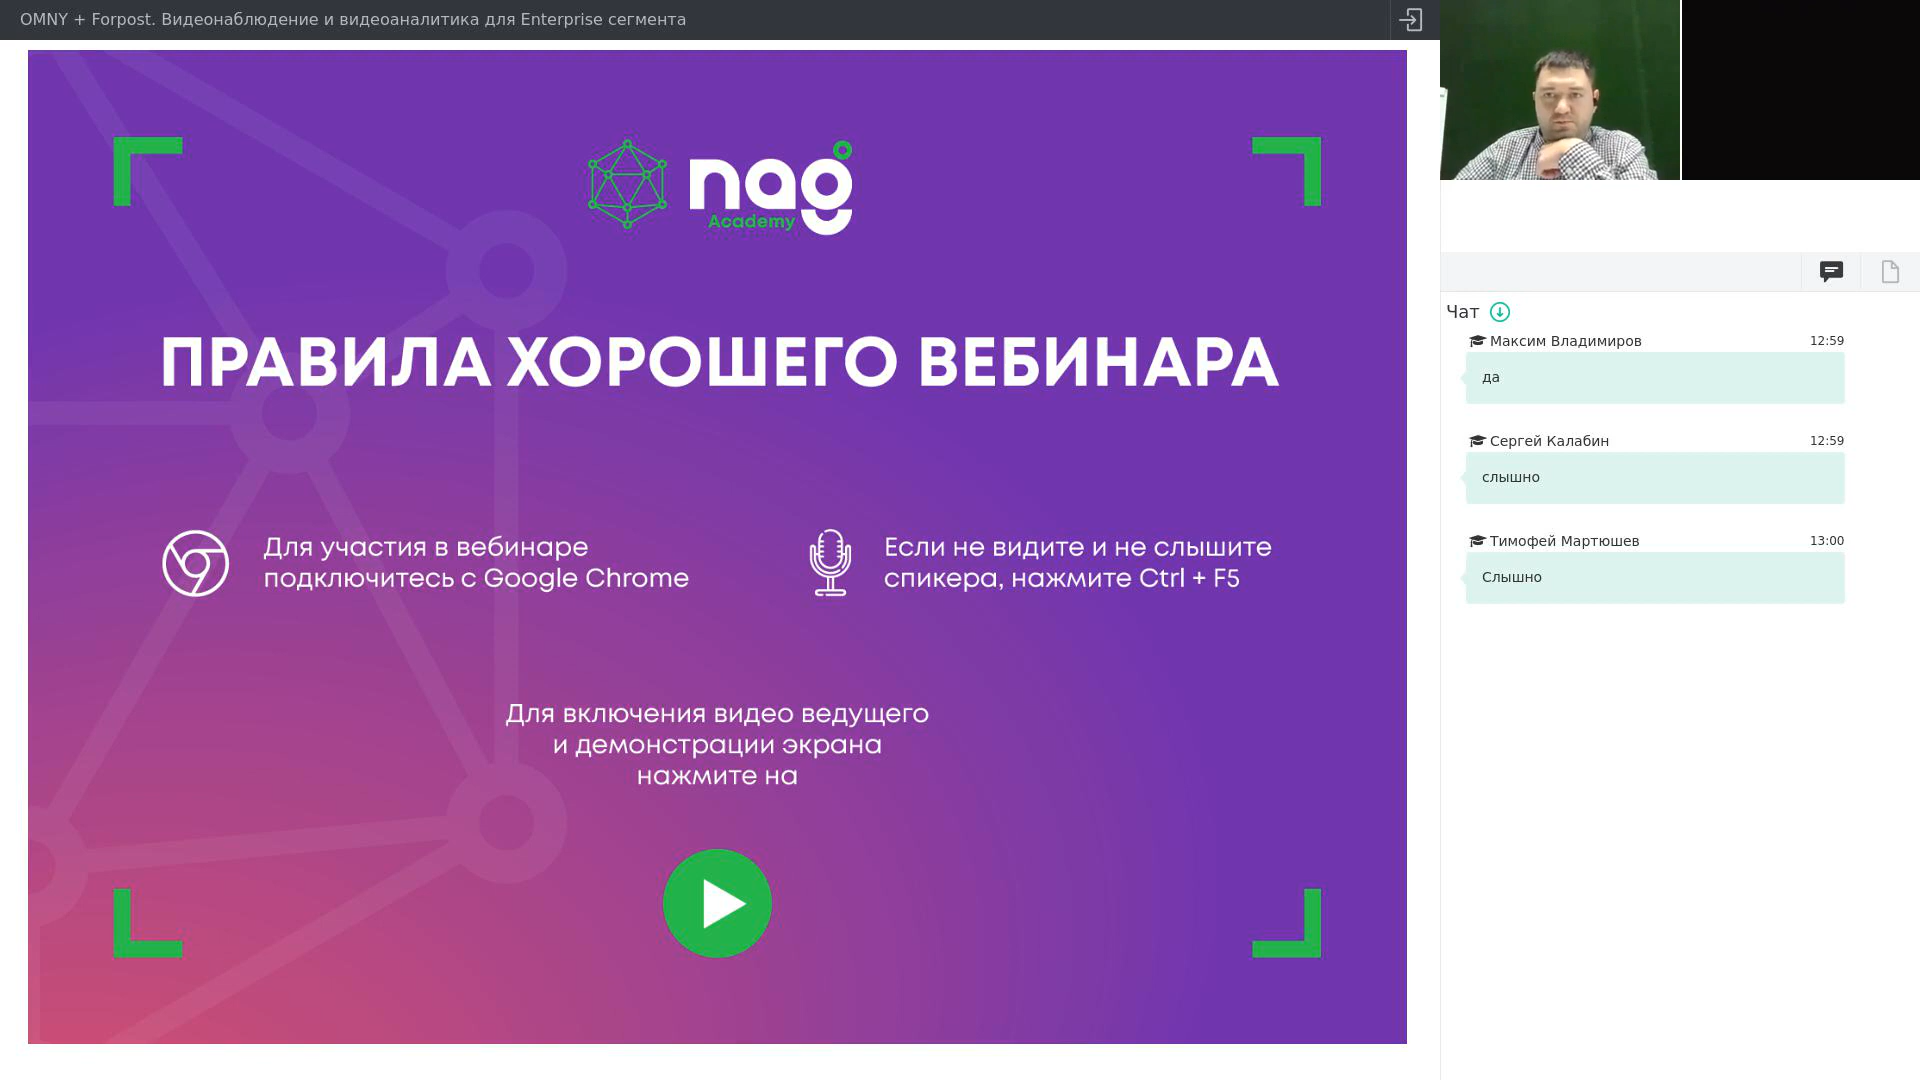 OMNY + Forpost. Видеонаблюдение и видеоаналитика для Enterprise сегмента
nag
Academy
ПРАВИЛА ХОРОШЕГО ВЕБИНАРА
Для участия в вебинаре
подключитесь с Google Chrome
Если не видите и не слышите
спикера, нажмите Ctrl + F5
Для включения видео ведущего
и демонстрации экрана
нажмите на
Чат
Максим Владимиров 12:59
да
Сергей Калабин 12:59
слышно
Тимофей Мартюшев 13:00
Слышно